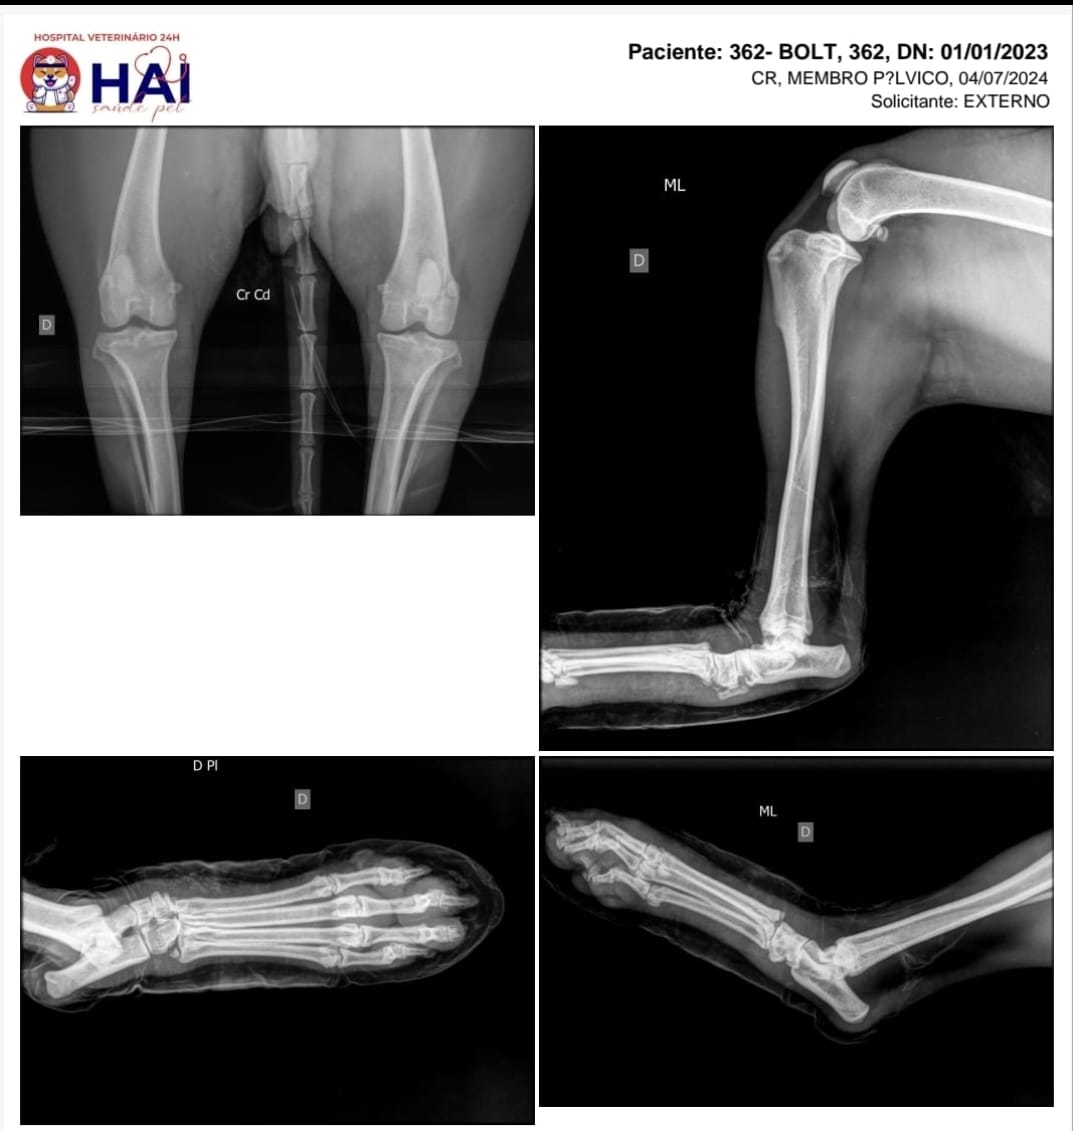 HOSPITAL VETERINÁRIO 24H
HAI
saúde pet
Paciente: 362- BOLT, 362, DN: 01/01/2023
CR, MEMBRO P?LVICO, 04/07/2024
Solicitante: EXTERNO
Cr Cd
D
ML
D
D Pl
D
ML
D